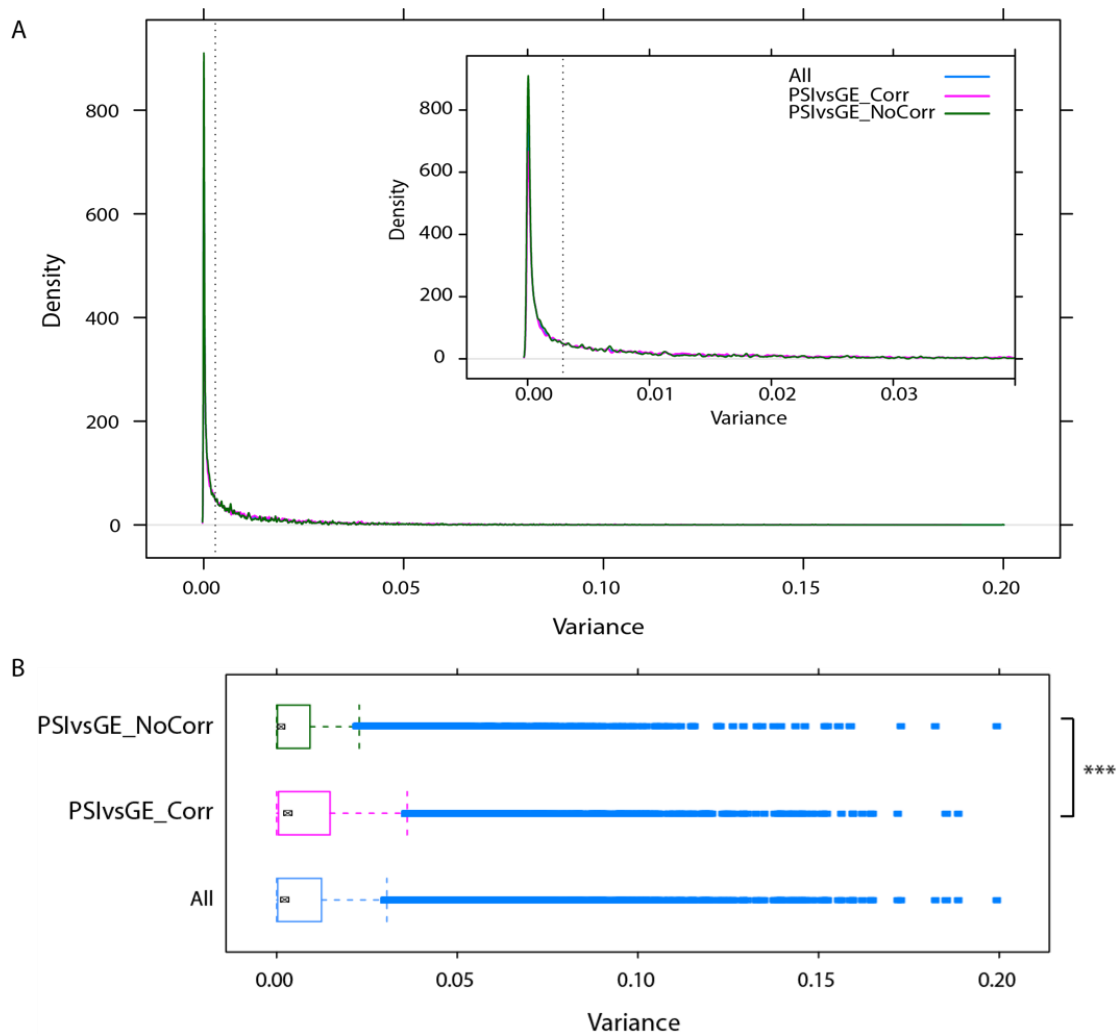 A
Density
800
600
400
200
0
0.00 0.05 0.10 0.15 0.20
Variance
All
PSIvsGE_Corr
PSIvsGE_NoCorr
Density
800
600
400
200
0
0.00 0.01 0.02 0.03
Variance
B
PSIvsGE_NoCorr
PSIvsGE_Corr
All
***
0.00 0.05 0.10 0.15 0.20
Variance